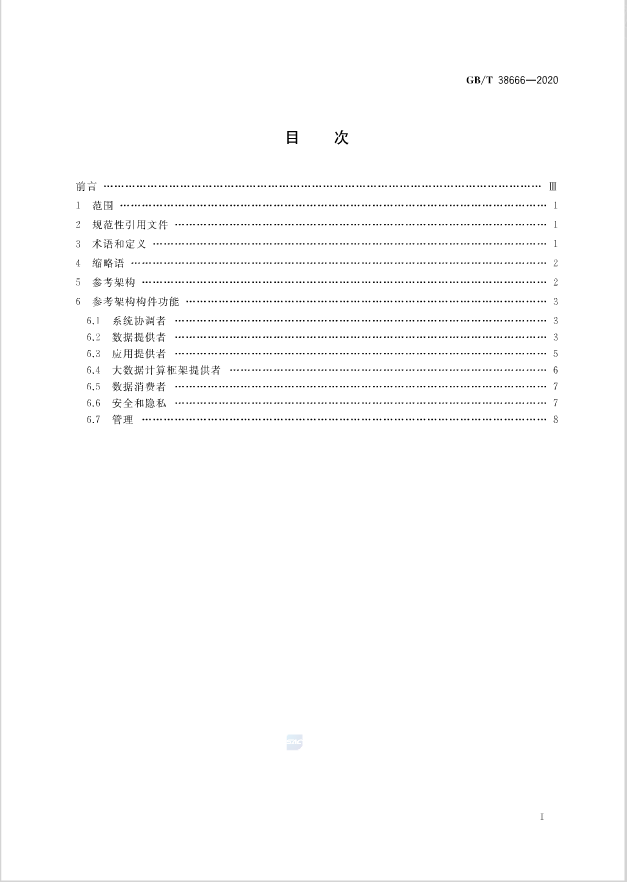 GB/T 38666—2020
目 次
前言 ………………………………………………………………………………………… Ⅲ
1 范围 ……………………………………………………………………………………… 1
2 规范性引用文件 ………………………………………………………………………… 1
3 术语和定义 ……………………………………………………………………………… 1
4 缩略语 …………………………………………………………………………………… 2
5 参考架构 ………………………………………………………………………………… 2
6 参考架构构件功能 ……………………………………………………………………… 3
6.1 系统协调者 …………………………………………………………………………… 3
6.2 数据提供者 …………………………………………………………………………… 3
6.3 应用提供者 …………………………………………………………………………… 5
6.4 大数据计算框架提供者 ……………………………………………………………… 6
6.5 数据消费者 …………………………………………………………………………… 7
6.6 安全和隐私 …………………………………………………………………………… 7
6.7 管理 …………………………………………………………………………………… 8
Ⅰ